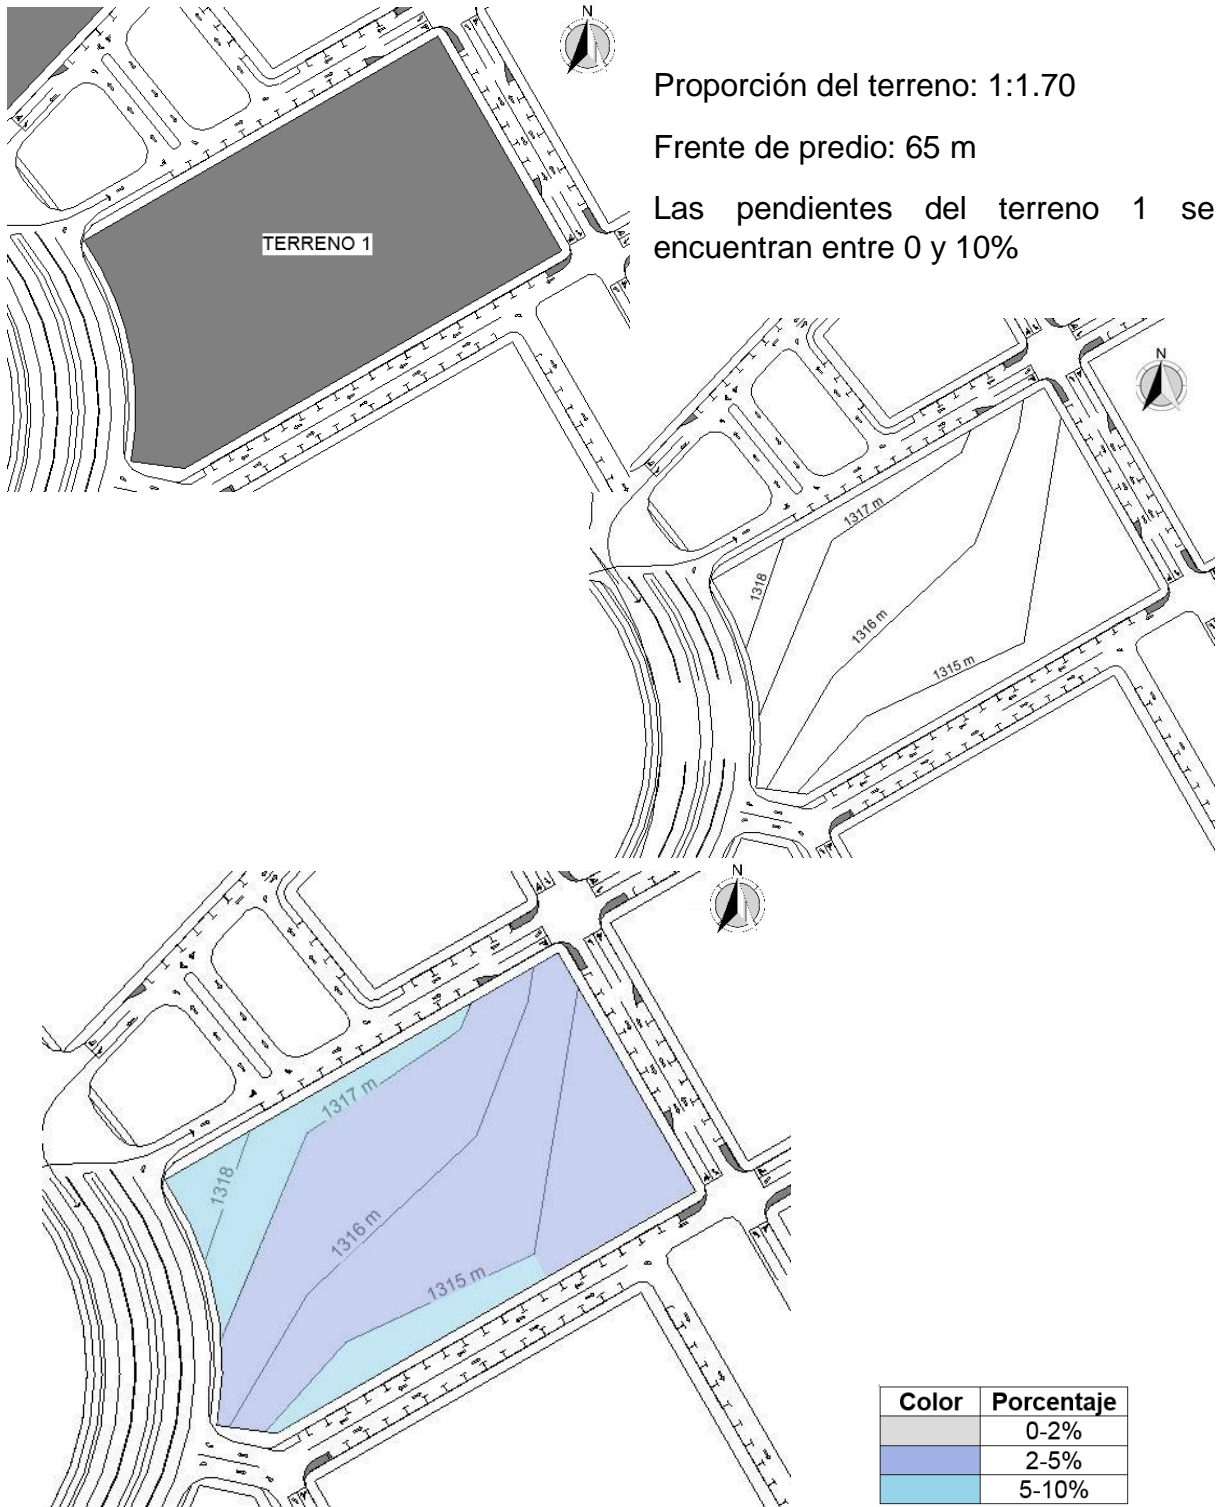 N
Proporción del terreno: 1:1.70
Frente de predio: 65 m
Las pendientes del terreno 1 se
encuentran entre 0 y 10%
TERRENO 1
N
1317 m
1318
1316 m
1315 m
N
1317 m
1318
1316 m
1315 m
Color Porcentaje
0-2%
2-5%
5-10%